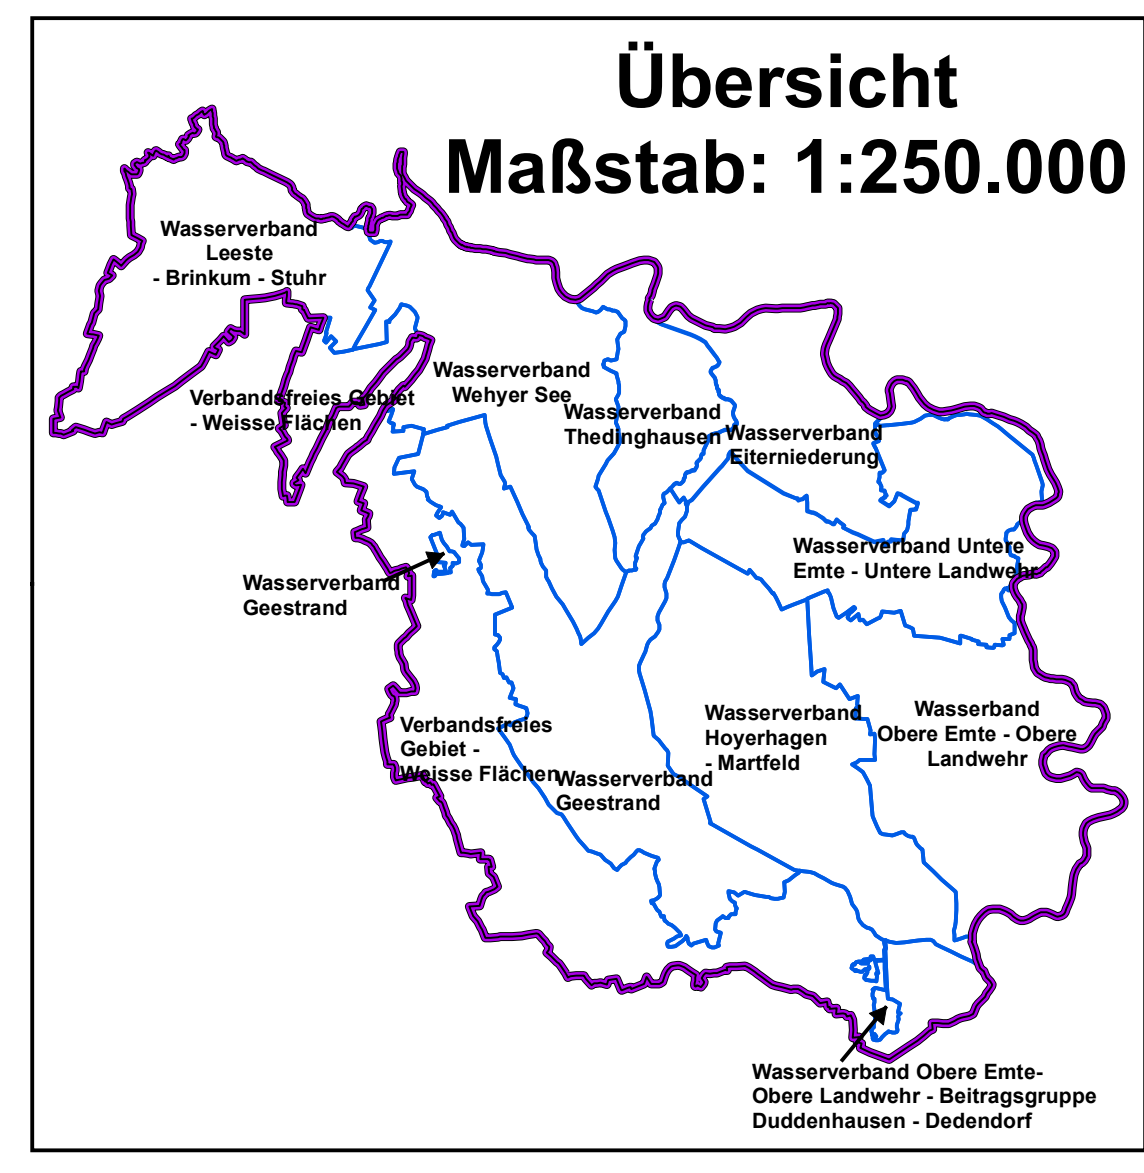 Übersicht
Maßstab: 1:250.000
Wasserverband
Leeste
- Brinkum - Stuhr
Verbandsfreies Gebiet
- Weisse Flächen
Wasserverband
Wehyer See
Wasserverband
Thedinghausen
Wasserverband
Eiterniederung
Wasserverband Untere
Emte - Untere Landwehr
Wasserverband
Geestrand
Verbandsfreies
Gebiet -
Weisse Flächen
Wasserverband
Geestrand
Wasserverband
Hoyerhagen
- Martfeld
Wasserband
Obere Emte - Obere
Landwehr
Wasserverband Obere Emte-
Obere Landwehr - Beitragsgruppe
Duddenhausen - Dedendorf